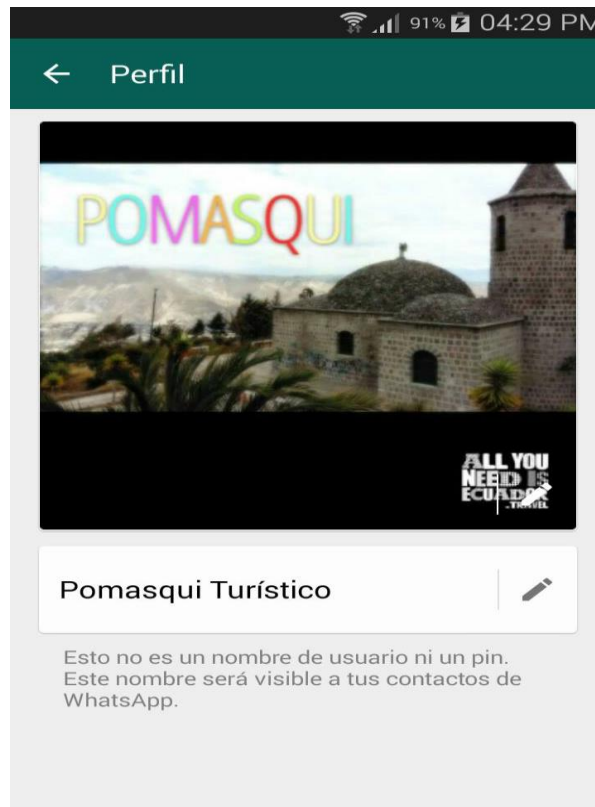 91% 04:29 PM
Perfil
POMASQUI
ALL YOU
NEED IS
ECUADOR
.TRAVEL
Pomasqui Turístico
Esto no es un nombre de usuario ni un pin.
Este nombre será visible a tus contactos de
WhatsApp.